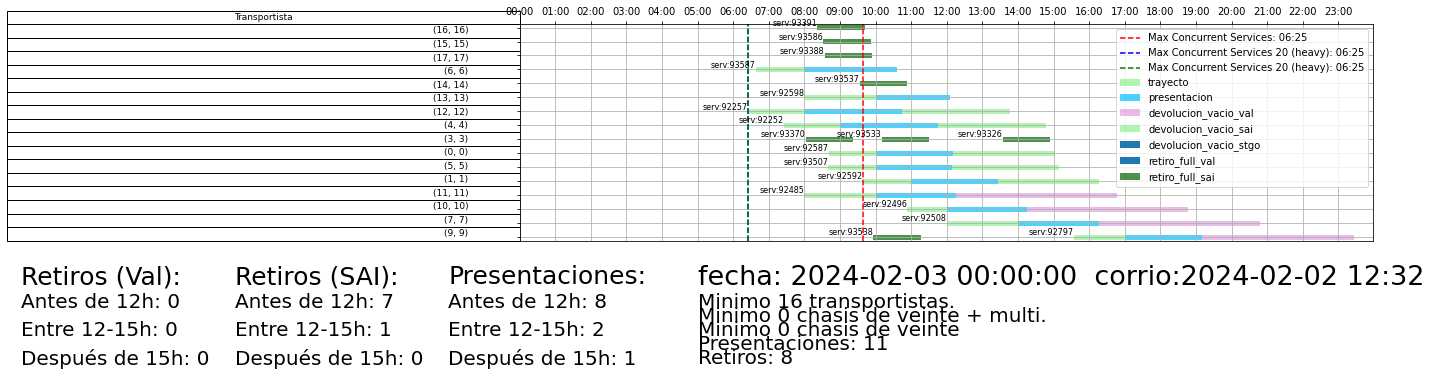 00:00 01:00 02:00 03:00 04:00 05:00 06:00 07:00 08:00 09:00 10:00 11:00 12:00 13:00 14:00 15:00 16:00 17:00 18:00 19:00 20:00 21:00 22:00 23:00
Transportista
(16, 16) serv:93391
(15, 15) serv:93586
(17, 17) serv:93388
(6, 6) serv:93587
(14, 14) serv:93537
(13, 13) serv:92598
(12, 12) serv:92257
(4, 4) serv:92252
(3, 3) serv:93370 serv:93533 serv:93326
(0, 0) serv:92587
(5, 5) serv:93507
(1, 1) serv:92592
(11, 11) serv:92485
(10, 10) serv:92496
(7, 7) serv:92508
(9, 9) serv:93538 serv:92797
Max Concurrent Services: 06:25
Max Concurrent Services 20 (heavy): 06:25
Max Concurrent Services 20 (heavy): 06:25
trayecto
presentacion
devolucion_vacio_val
devolucion_vacio_sai
devolucion_vacio_stgo
retiro_full_val
retiro_full_sai
Retiros (Val):
Antes de 12h: 0
Entre 12-15h: 0
Después de 15h: 0
Retiros (SAI):
Antes de 12h: 7
Entre 12-15h: 1
Después de 15h: 0
Presentaciones:
Antes de 12h: 8
Entre 12-15h: 2
Después de 15h: 1
fecha: 2024-02-03 00:00:00 corrio:2024-02-02 12:32
Minimo 16 transportistas.
Minimo 0 chasis de veinte + multi.
Minimo 0 chasis de veinte
Presentaciones: 11
Retiros: 8